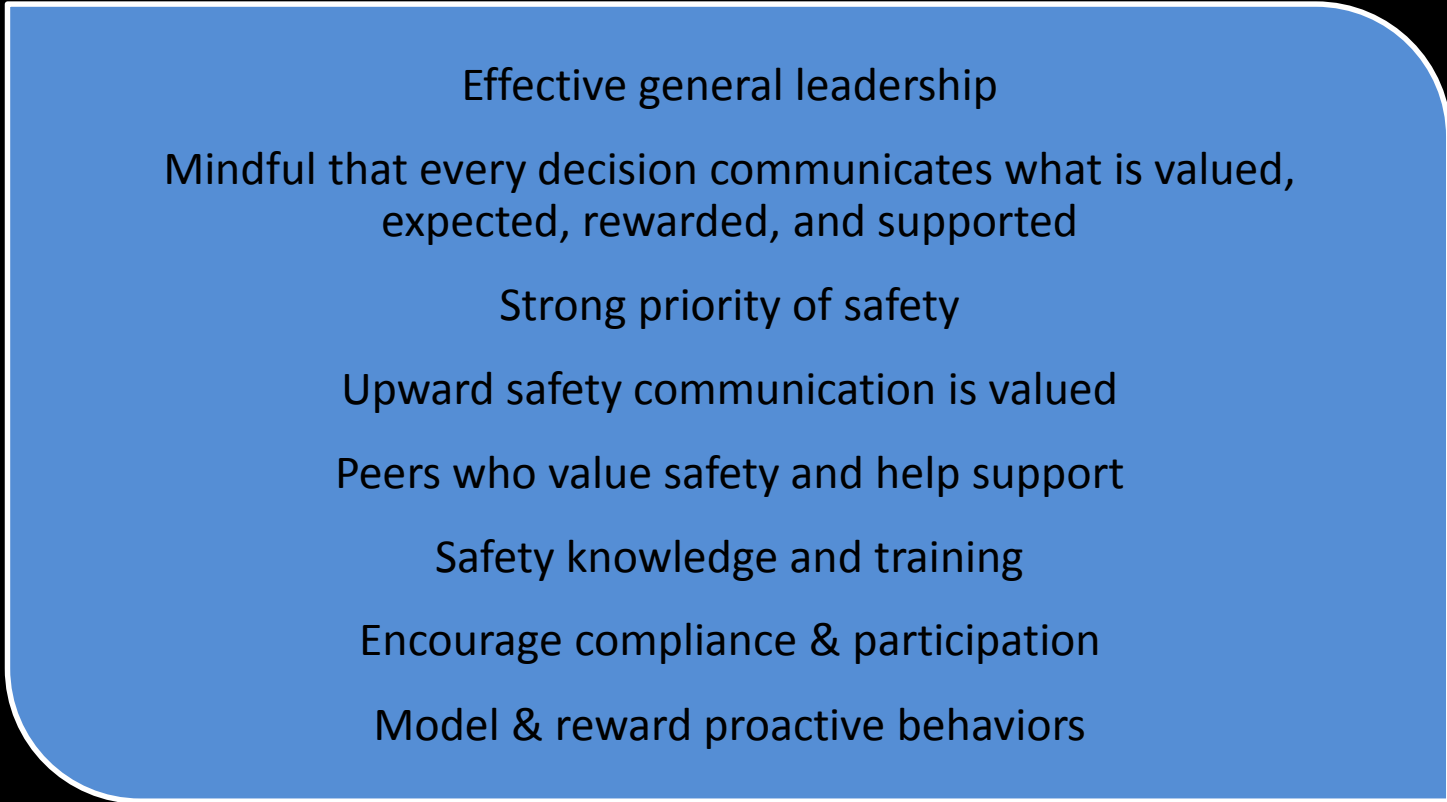 Effective general leadership
Mindful that every decision communicates what is valued,
expected, rewarded, and supported
Strong priority of safety
Upward safety communication is valued
Peers who value safety and help support
Safety knowledge and training
Encourage compliance & participation
Model & reward proactive behaviors